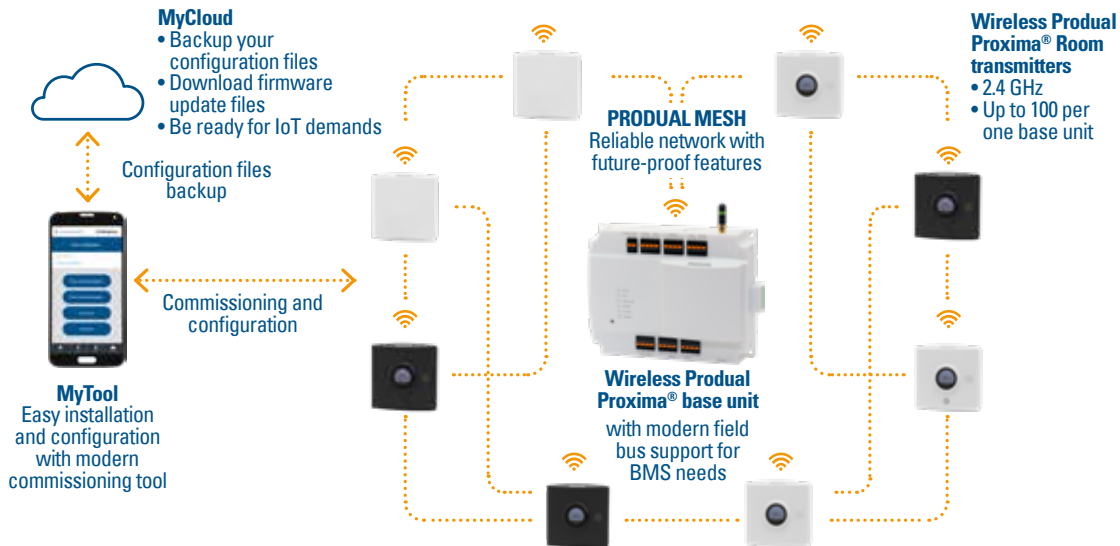 MyCloud
• Backup your
configuration files
• Download firmware
update files
• Be ready for IoT demands
Configuration files
backup
MyTool
Easy installation
and configuration
with modern
commissioning tool
Commissioning and
configuration
PRODUAL MESH
Reliable network with
future-proof features
Wireless Produal
Proxima® base unit
with modern field
bus support for
BMS needs
Wireless Produal
Proxima® Room
transmitters
• 2.4 GHz
• Up to 100 per
one base unit